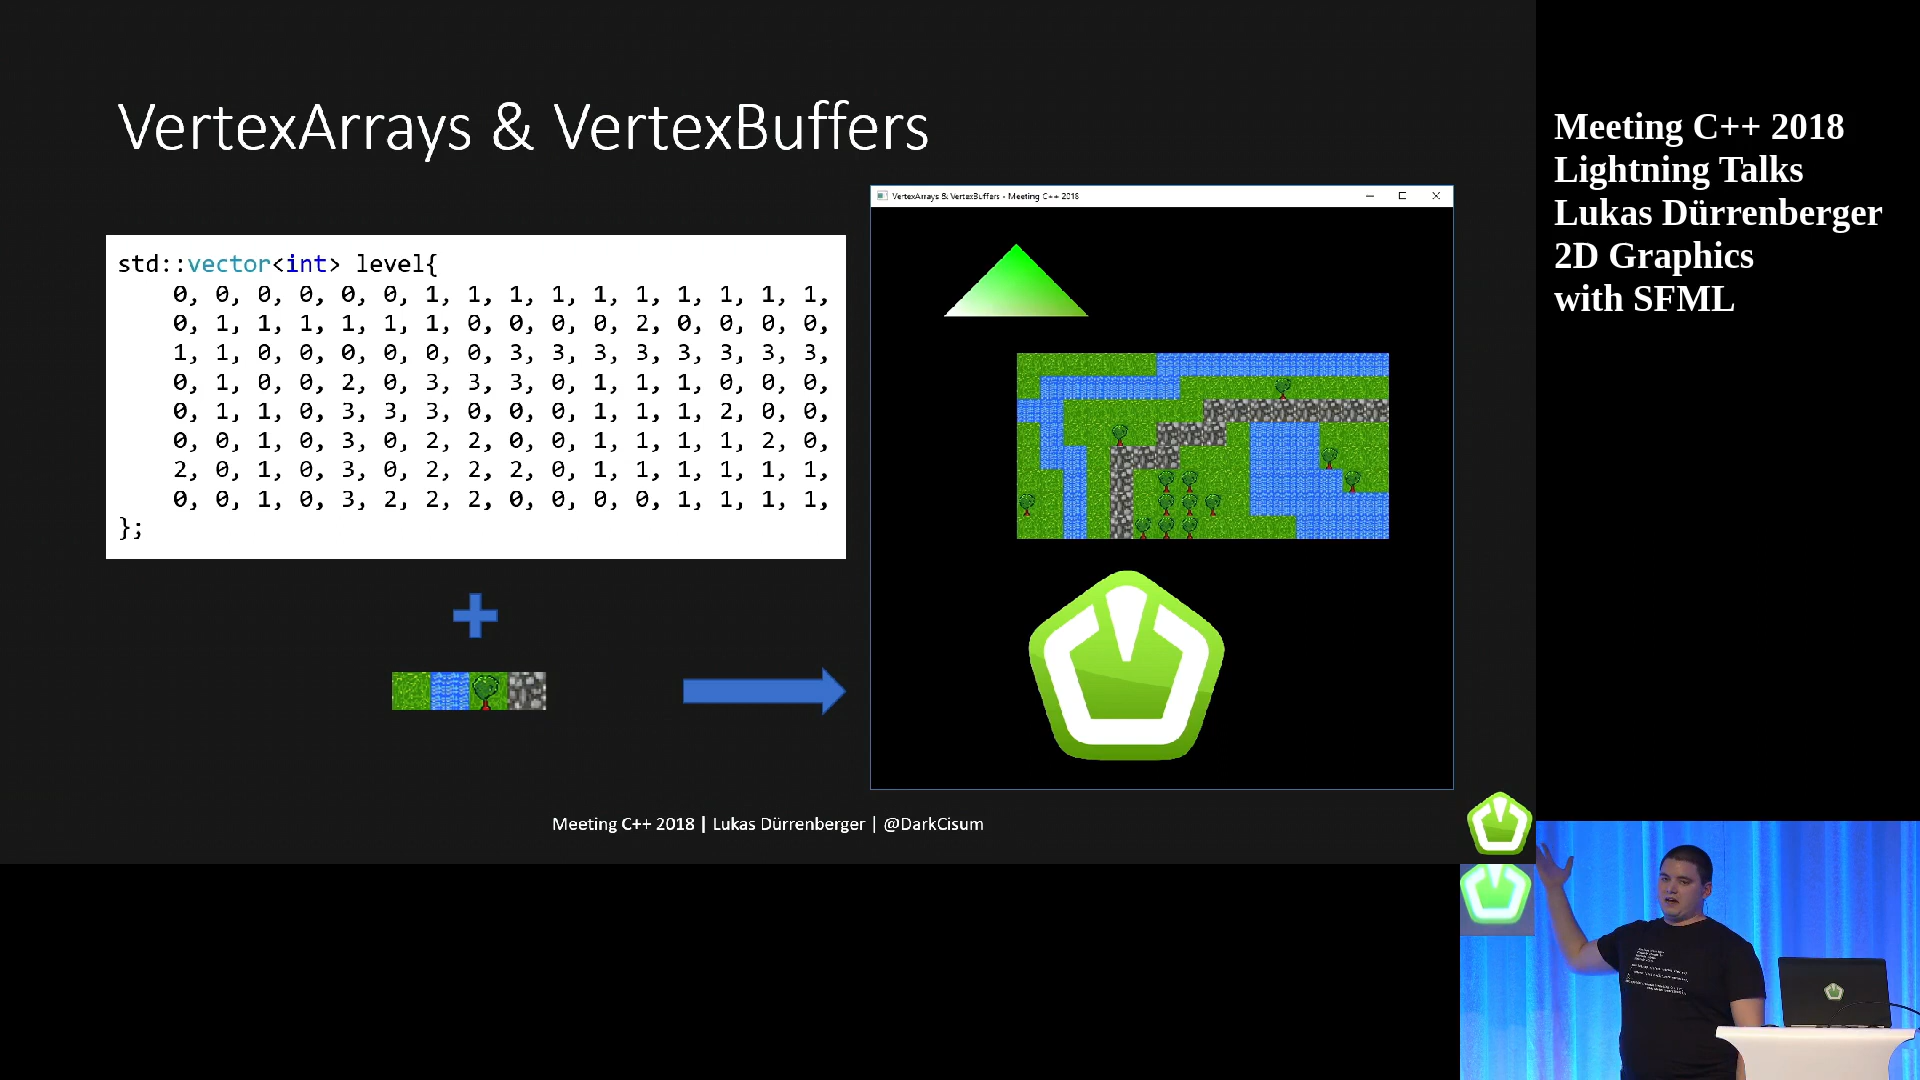 VertexArrays & VertexBuffers
std::vector<int> level{
0, 0, 0, 0, 0, 0, 1, 1, 1, 1, 1, 1, 1, 1, 1, 1,
0, 1, 1, 1, 1, 1, 1, 0, 0, 0, 0, 2, 0, 0, 0, 0,
1, 1, 0, 0, 0, 0, 0, 0, 3, 3, 3, 3, 3, 3, 3, 3,
0, 1, 0, 0, 2, 0, 3, 3, 3, 0, 1, 1, 1, 0, 0, 0,
0, 1, 1, 0, 3, 3, 3, 0, 0, 0, 1, 1, 1, 2, 0, 0,
0, 0, 1, 0, 3, 0, 2, 2, 0, 0, 1, 1, 1, 1, 2, 0,
2, 0, 1, 0, 3, 0, 2, 2, 2, 0, 1, 1, 1, 1, 1, 1,
0, 0, 1, 0, 3, 2, 2, 2, 0, 0, 0, 0, 1, 1, 1, 1,
};
VertexArrays & VertexBuffers - Meeting C++ 2018
Meeting C++ 2018 | Lukas Dürrenberger | @DarkCisum
Meeting C++ 2018
Lightning Talks
Lukas Dürrenberger
2D Graphics
with SFML